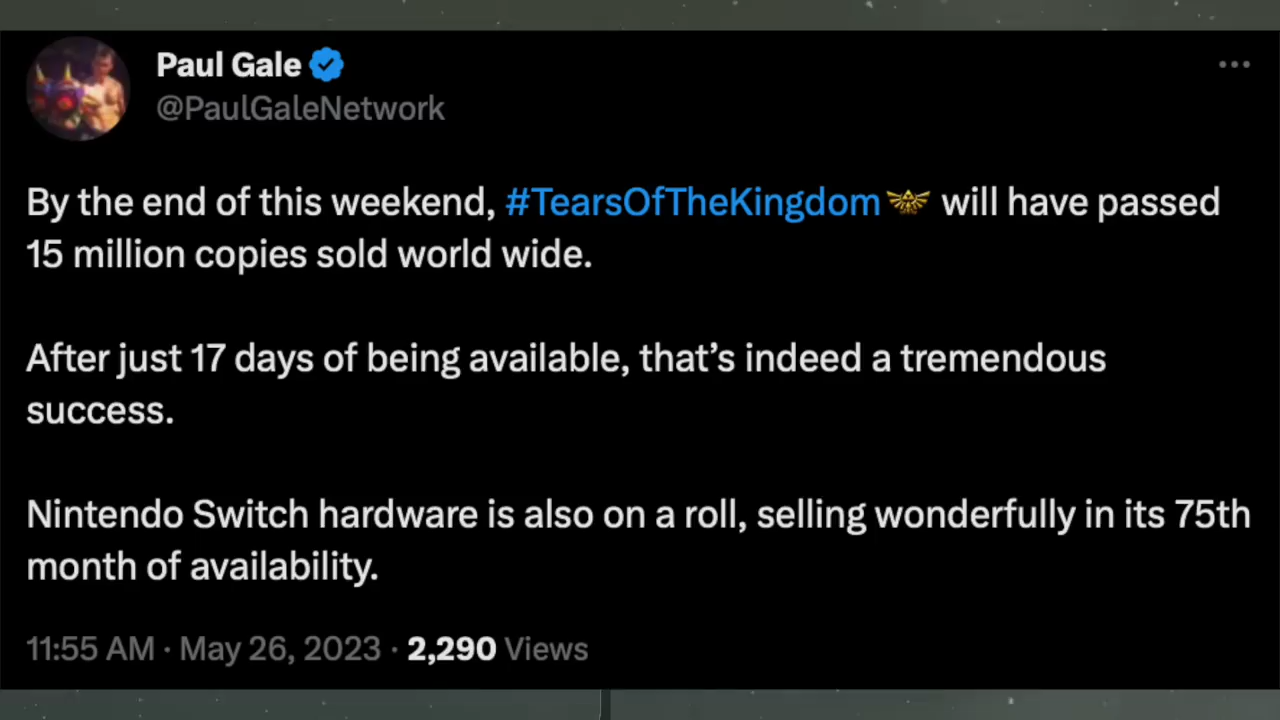 Paul Gale
@PaulGaleNetwork
By the end of this weekend, #TearsOfTheKingdom will have passed
15 million copies sold world wide.
After just 17 days of being available, that’s indeed a tremendous
success.
Nintendo Switch hardware is also on a roll, selling wonderfully in its 75th
month of availability.
11:55 AM · May 26, 2023 · 2,290 Views